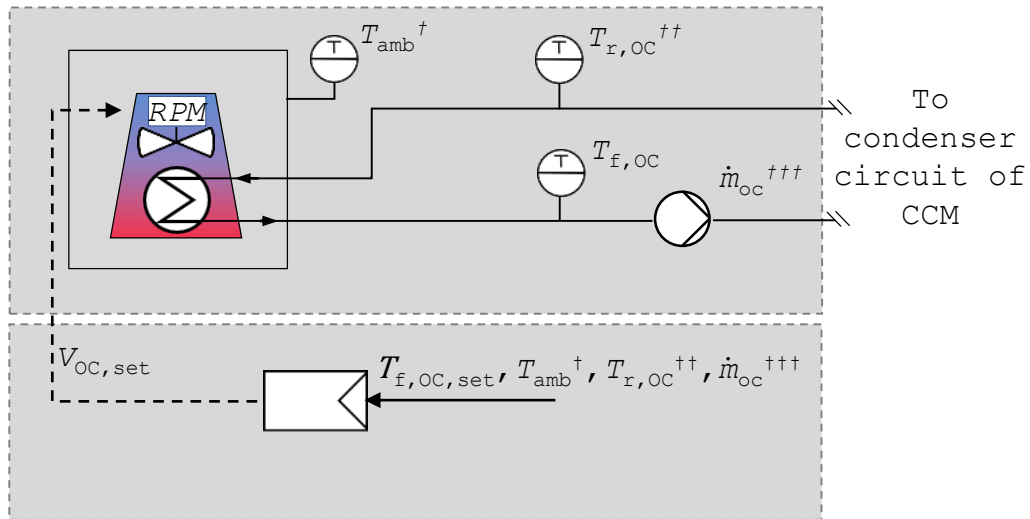 T_amb† T_r,OC††
T T
RPM
To
condenser
circuit of
CCM
T
T_f,OC
ṁ_oc†††
V_OC,set
T_f,OC,set, T_amb†, T_r,OC††, ṁ_oc†††